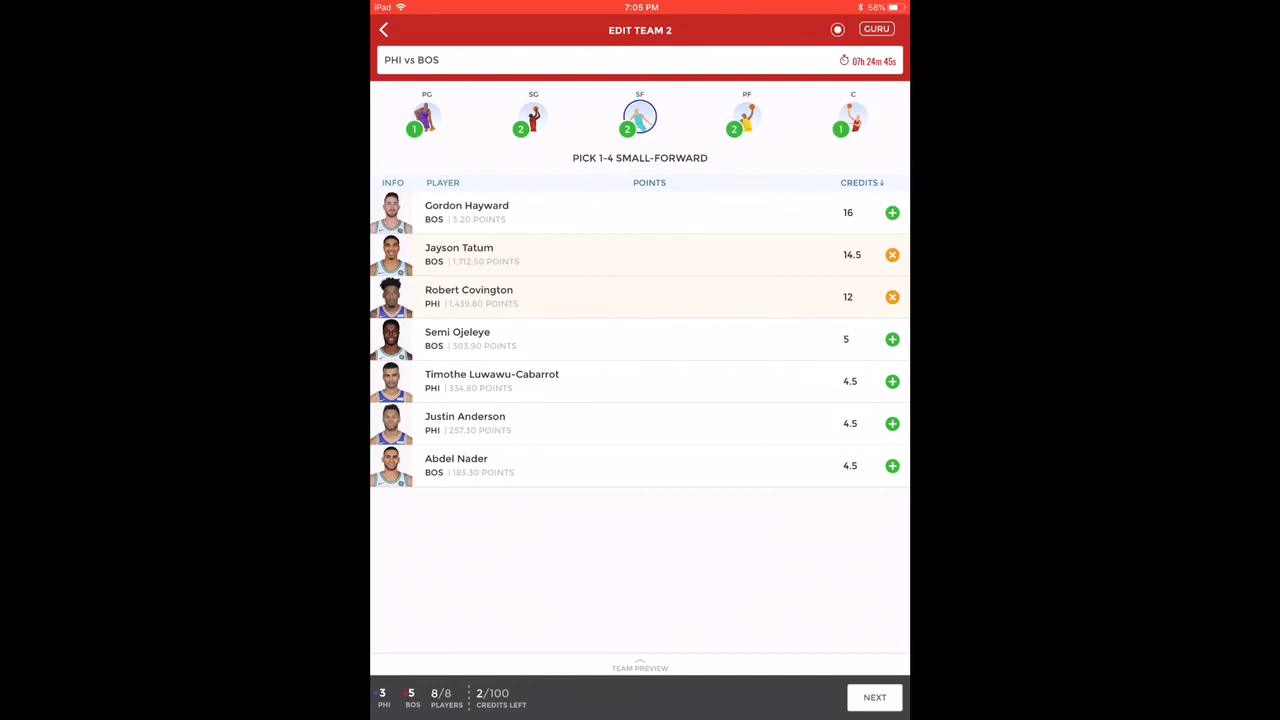 iPad 7:05 PM 58%
EDIT TEAM 2 GURU
PHI vs BOS 07h 24m 45s
PG SG SF PF C
1 2 2 2 1
PICK 1-4 SMALL-FORWARD
INFO PLAYER POINTS CREDITS↓
Gordon Hayward
BOS | 3.20 POINTS 16
Jayson Tatum
BOS | 1,712.50 POINTS 14.5
Robert Covington
PHI | 1,439.80 POINTS 12
Semi Ojeleye
BOS | 303.90 POINTS 5
Timothe Luwawu-Cabarrot
PHI | 334.80 POINTS 4.5
Justin Anderson
PHI | 257.30 POINTS 4.5
Abdel Nader
BOS | 183.30 POINTS 4.5
TEAM PREVIEW
3 5 8/8 2/100
PHI BOS PLAYERS CREDITS LEFT
NEXT